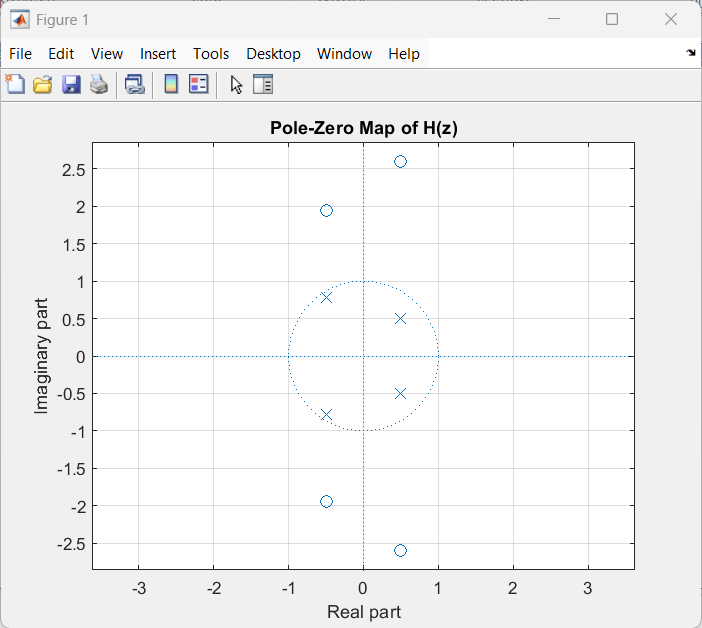 Figure 1
File Edit View Insert Tools Desktop Window Help
Pole-Zero Map of H(z)
2.5
2
1.5
1
0.5
0
-0.5
-1
-1.5
-2
-2.5
Imaginary part
-3 -2 -1 0 1 2 3
Real part